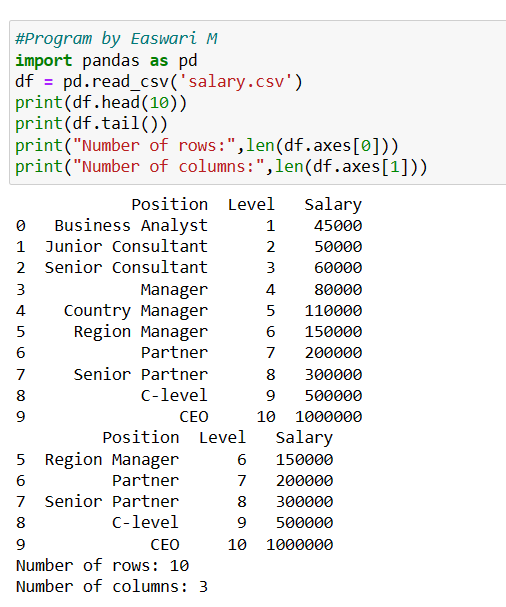 #Program by Easwari M
import pandas as pd
df = pd.read_csv('salary.csv')
print(df.head(10))
print(df.tail())
print("Number of rows:",len(df.axes[0]))
print("Number of columns:",len(df.axes[1]))
            Position  Level   Salary
0   Business Analyst      1    45000
1  Junior Consultant      2    50000
2  Senior Consultant      3    60000
3            Manager      4    80000
4    Country Manager      5   110000
5     Region Manager      6   150000
6            Partner      7   200000
7     Senior Partner      8   300000
8            C-level      9   500000
9                CEO     10  1000000
         Position  Level   Salary
5  Region Manager      6   150000
6         Partner      7   200000
7  Senior Partner      8   300000
8         C-level      9   500000
9             CEO     10  1000000
Number of rows: 10
Number of columns: 3